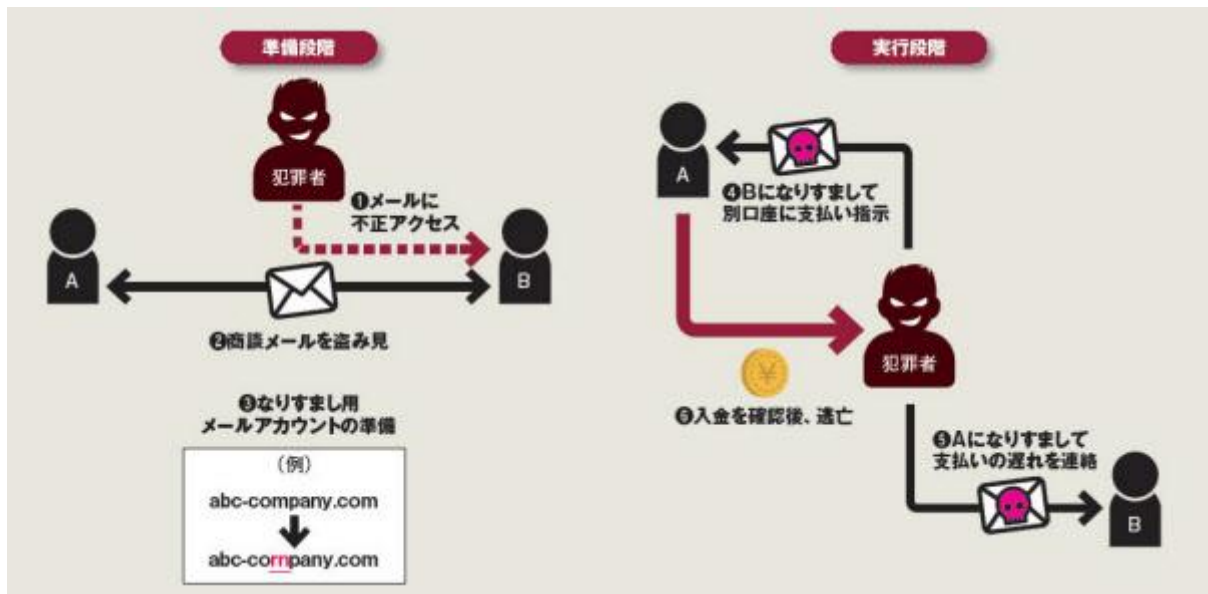 準備段階
犯罪者
❶メールに
不正アクセス
A
B
❷商談メールを盗み見
❸なりすまし用
メールアカウントの準備
（例）
abc-company.com
abc-cornpany.com
実行段階
A
❹Bになりすまして
別口座に支払い指示
犯罪者
¥
❻入金を確認後、逃亡
❺Aになりすまして
支払いの遅れを連絡
B